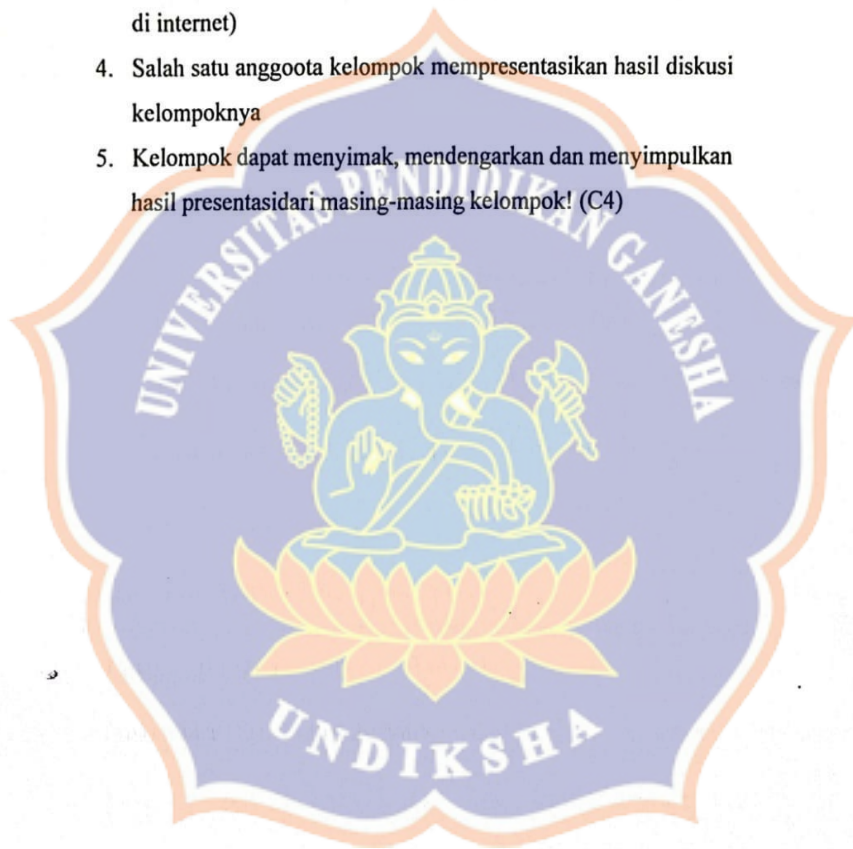 di internet)
4. Salah satu anggoota kelompok mempresentasikan hasil diskusi
kelompoknya
5. Kelompok dapat menyimak, mendengarkan dan menyimpulkan
hasil presentasidari masing-masing kelompok! (C4)
UNIVERSITAS PENDIDIKAN GANESHA
UNDIKSHA